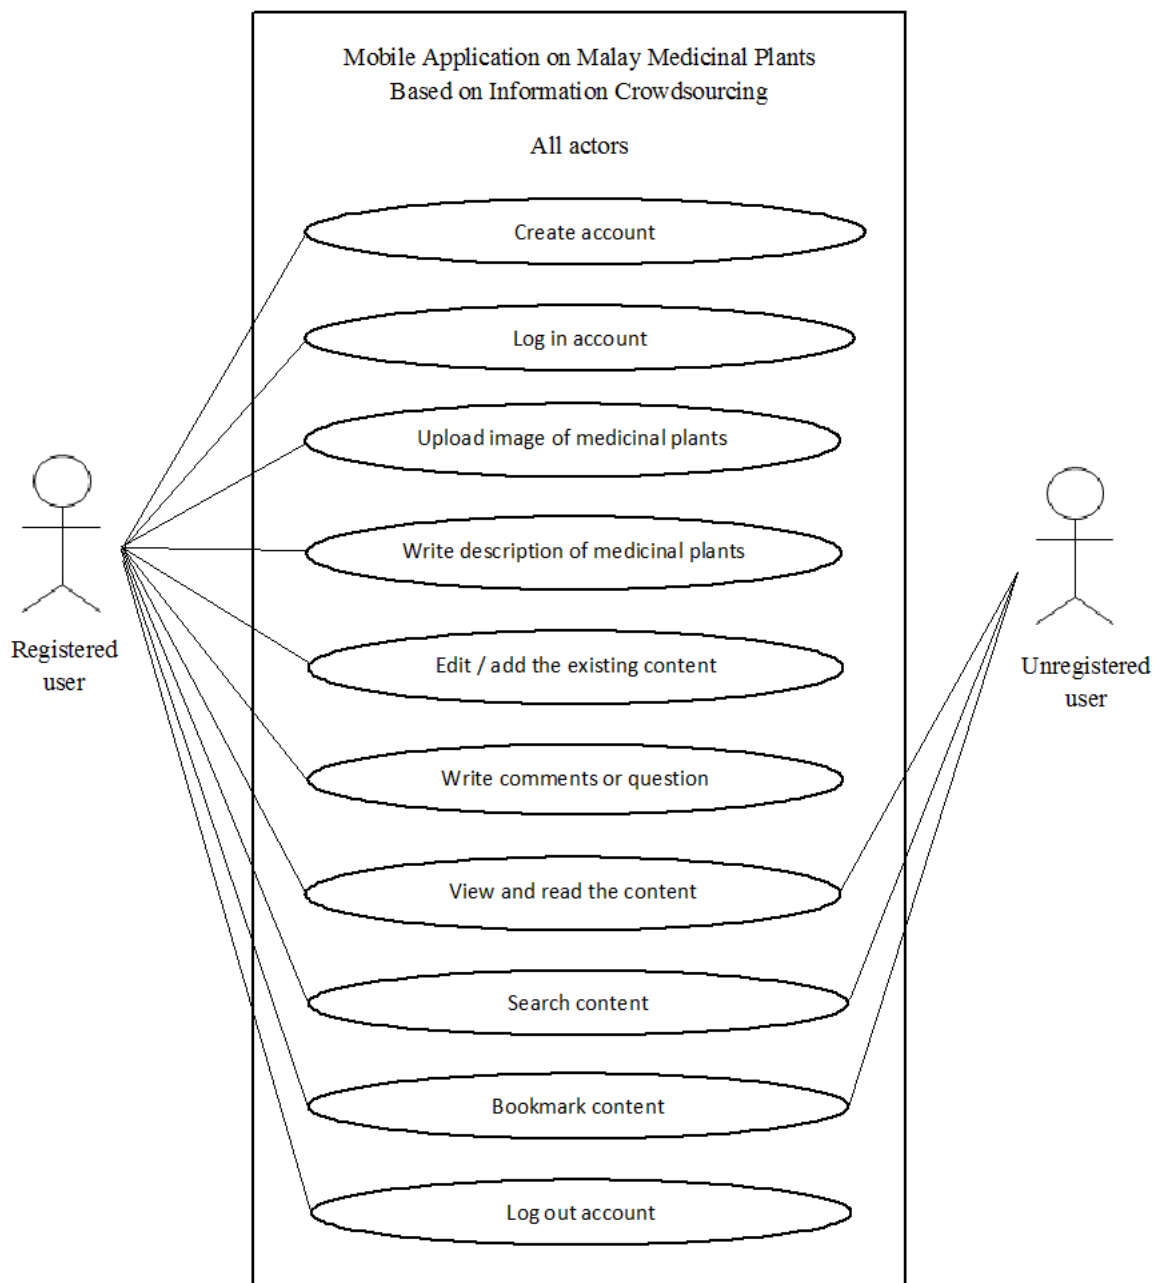 Mobile Application on Malay Medicinal Plants
Based on Information Crowdsourcing
All actors
Create account
Log in account
Upload image of medicinal plants
Write description of medicinal plants
Edit / add the existing content
Write comments or question
View and read the content
Search content
Bookmark content
Log out account
Registered
user
Unregistered
user